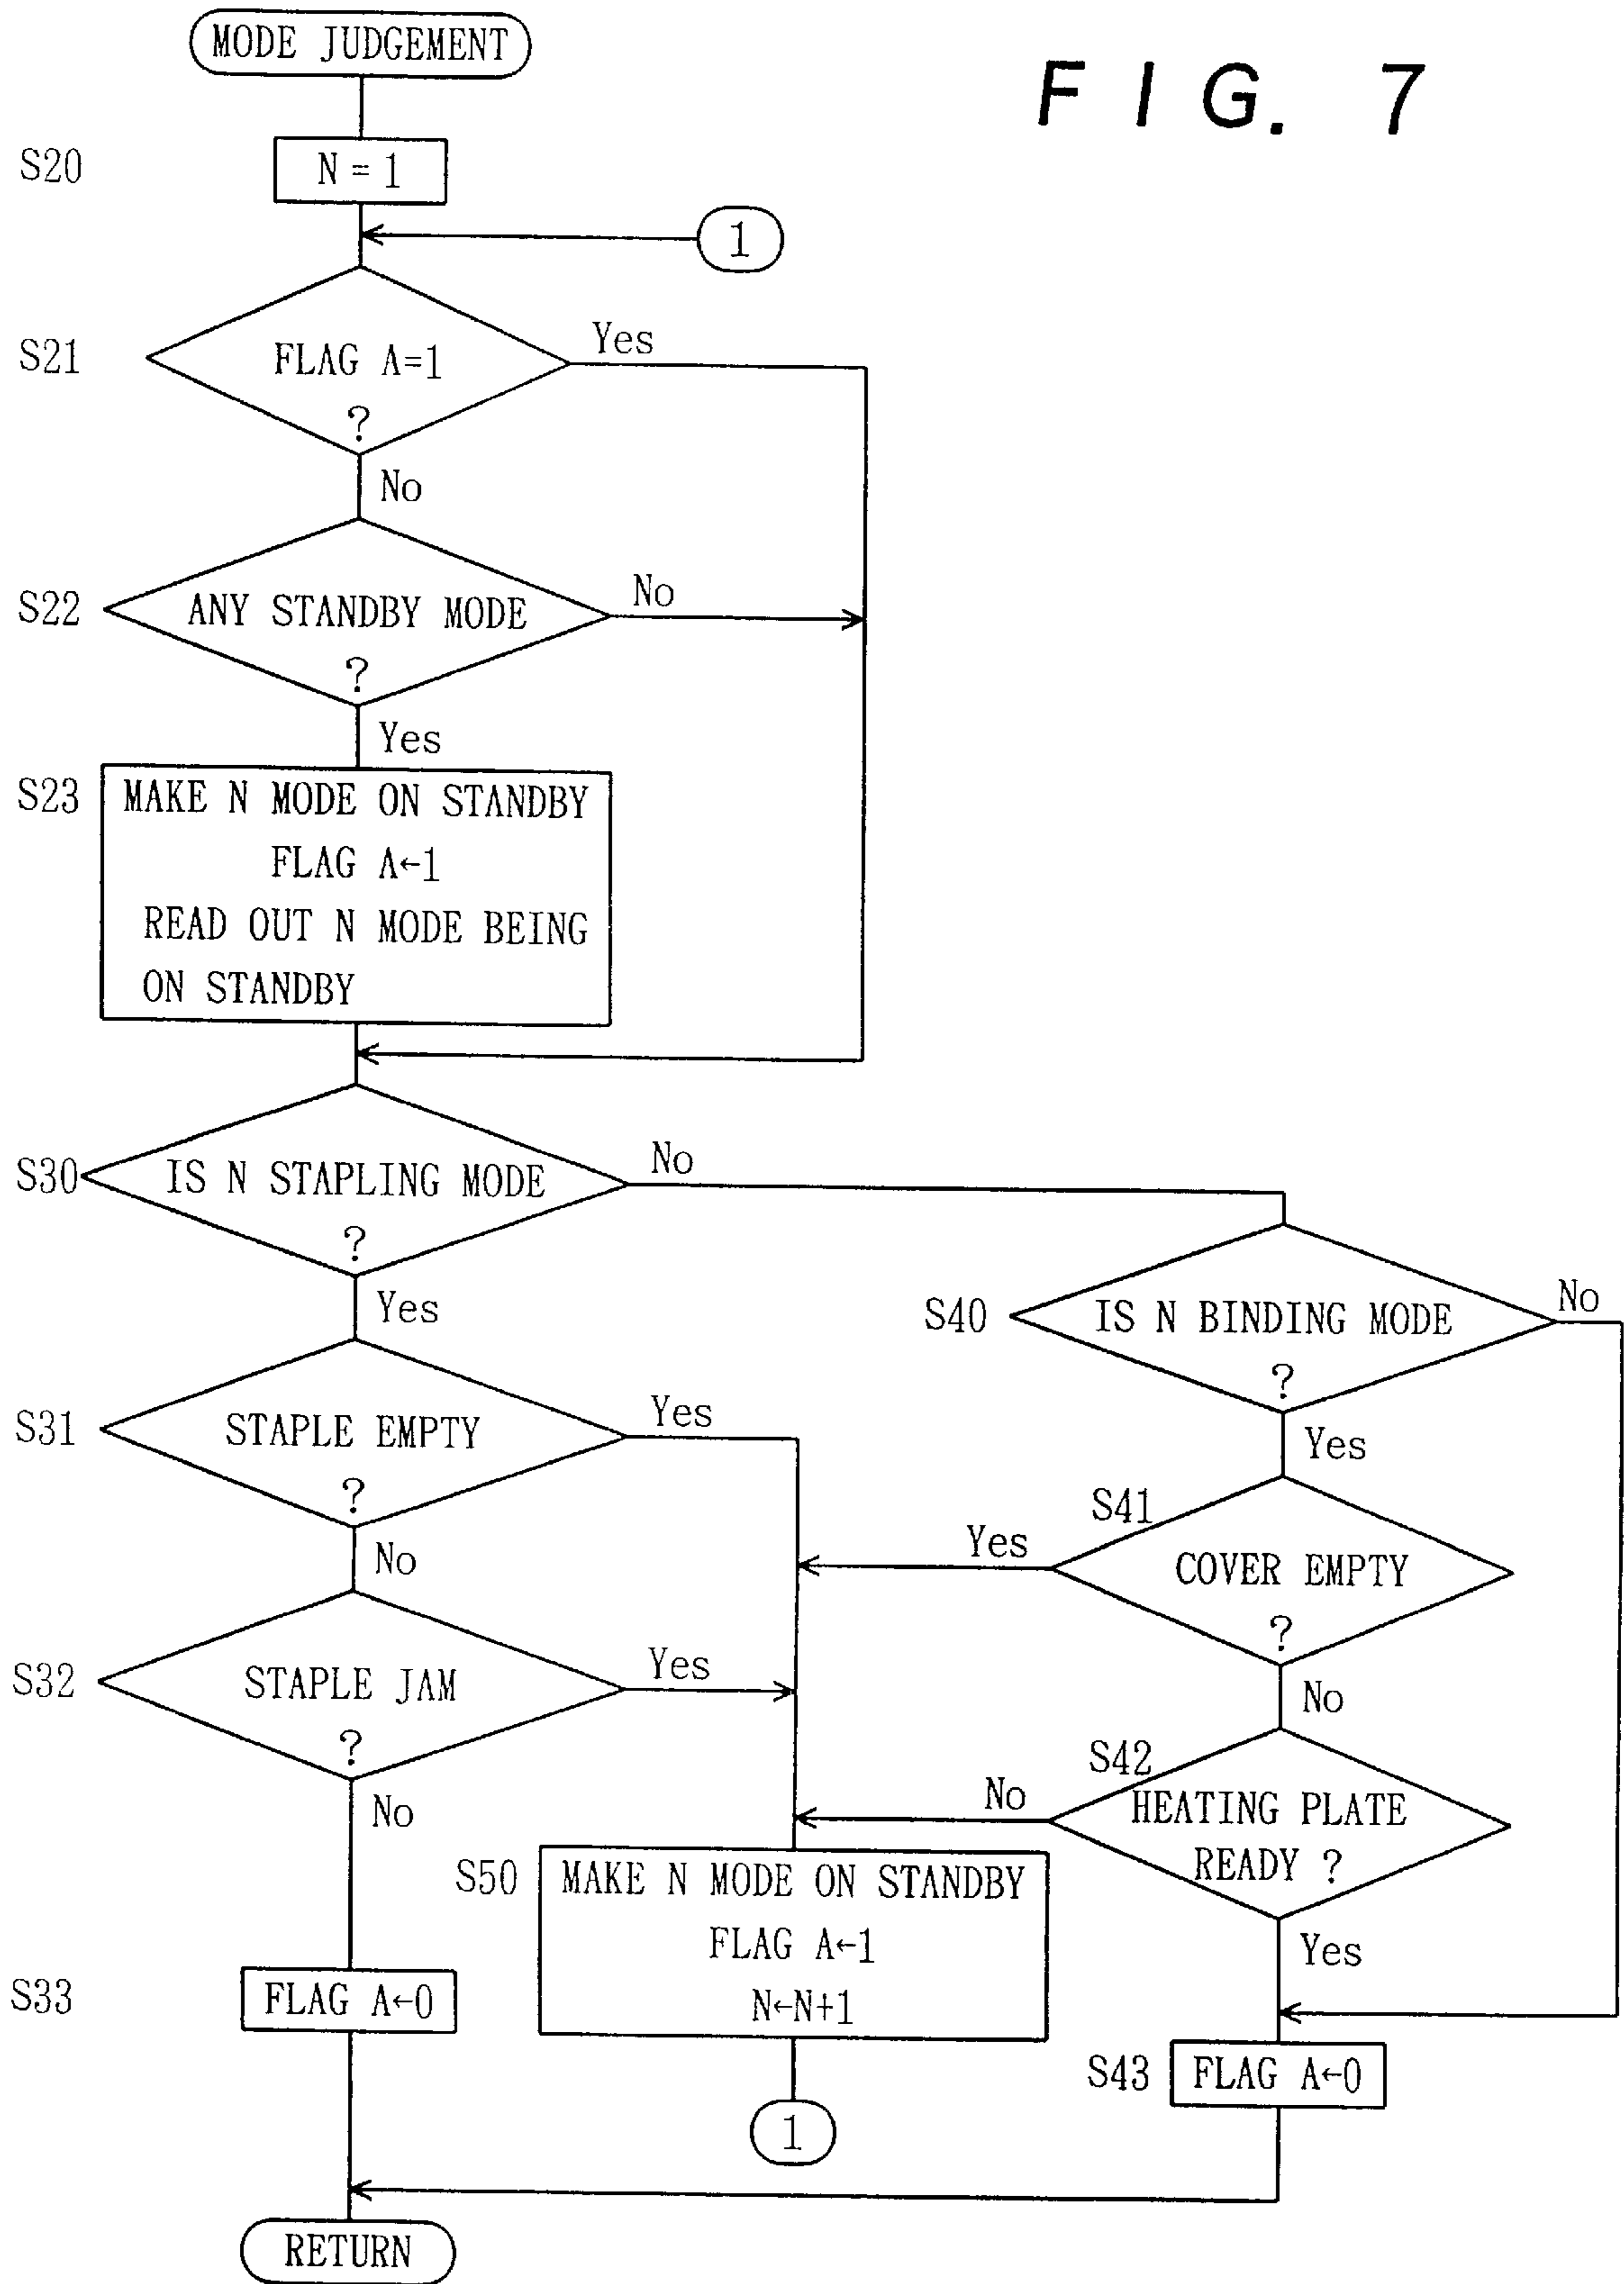 MODE JUDGEMENT
FIG. 7
S20
N = 1
1
S21
FLAG A=1
?
Yes
No
S22
ANY STANDBY MODE
?
No
Yes
S23
MAKE N MODE ON STANDBY
FLAG A←1
READ OUT N MODE BEING
ON STANDBY
S30
IS N STAPLING MODE
?
No
Yes
S40
IS N BINDING MODE
?
No
Yes
S31
STAPLE EMPTY
?
Yes
No
S41
COVER EMPTY
?
Yes
No
S32
STAPLE JAM
?
Yes
No
S42
HEATING PLATE
READY ?
No
Yes
S50
MAKE N MODE ON STANDBY
FLAG A←1
N←N+1
1
S33
FLAG A←0
S43
FLAG A←0
RETURN